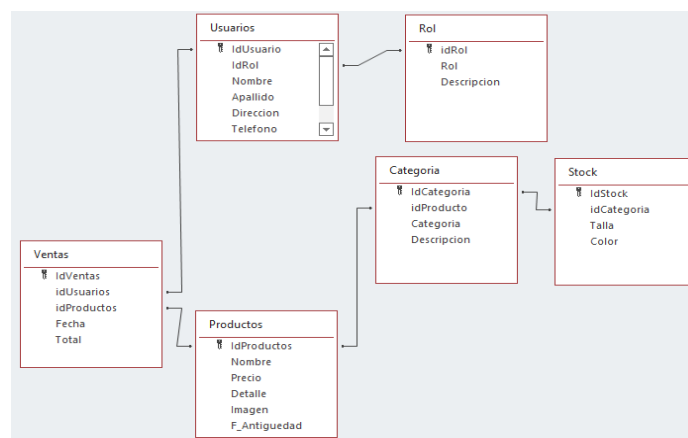 Usuarios
IdUsuario
IdRol
Nombre
Apallido
Direccion
Telefono
Rol
idRol
Rol
Descripcion
Categoria
IdCategoria
idProducto
Categoria
Descripcion
Stock
IdStock
idCategoria
Talla
Color
Ventas
IdVentas
idUsuarios
idProductos
Fecha
Total
Productos
IdProductos
Nombre
Precio
Detalle
Imagen
F_Antiguedad